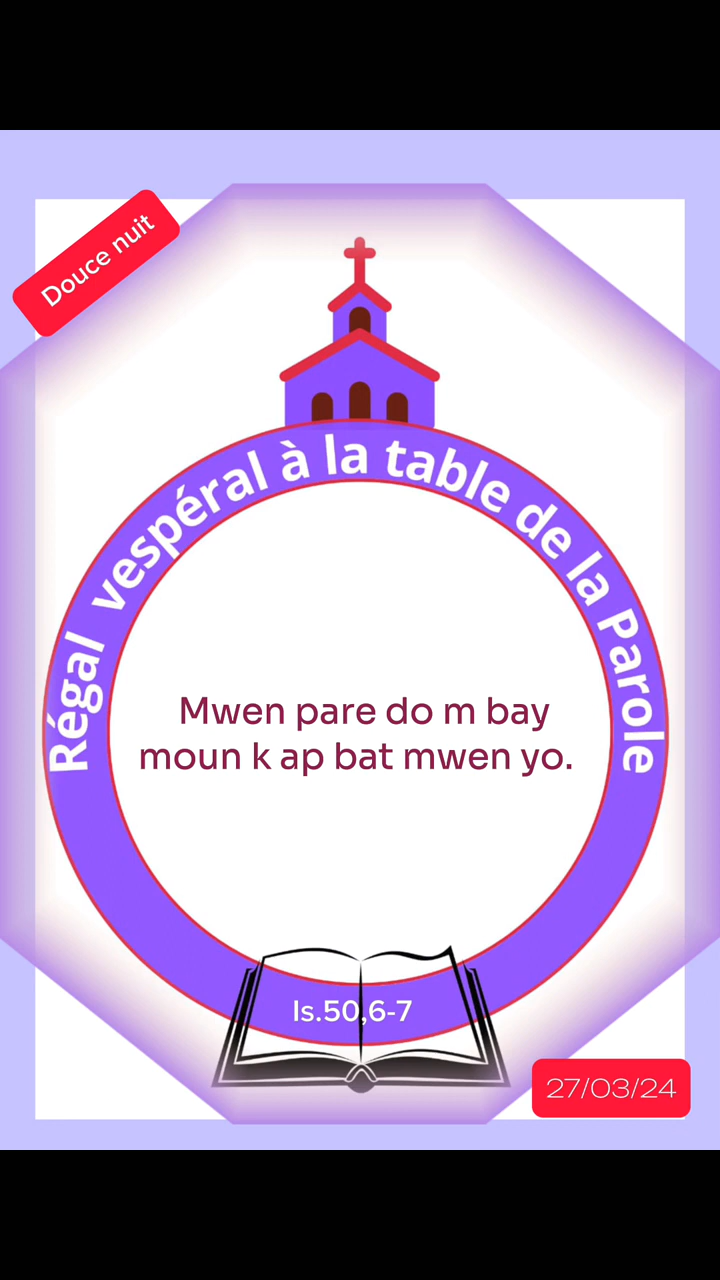 Douce nuit
Régal vespéral à la table de la Parole
Mwen pare do m bay
moun k ap bat mwen yo.
Is.50,6-7
27/03/24